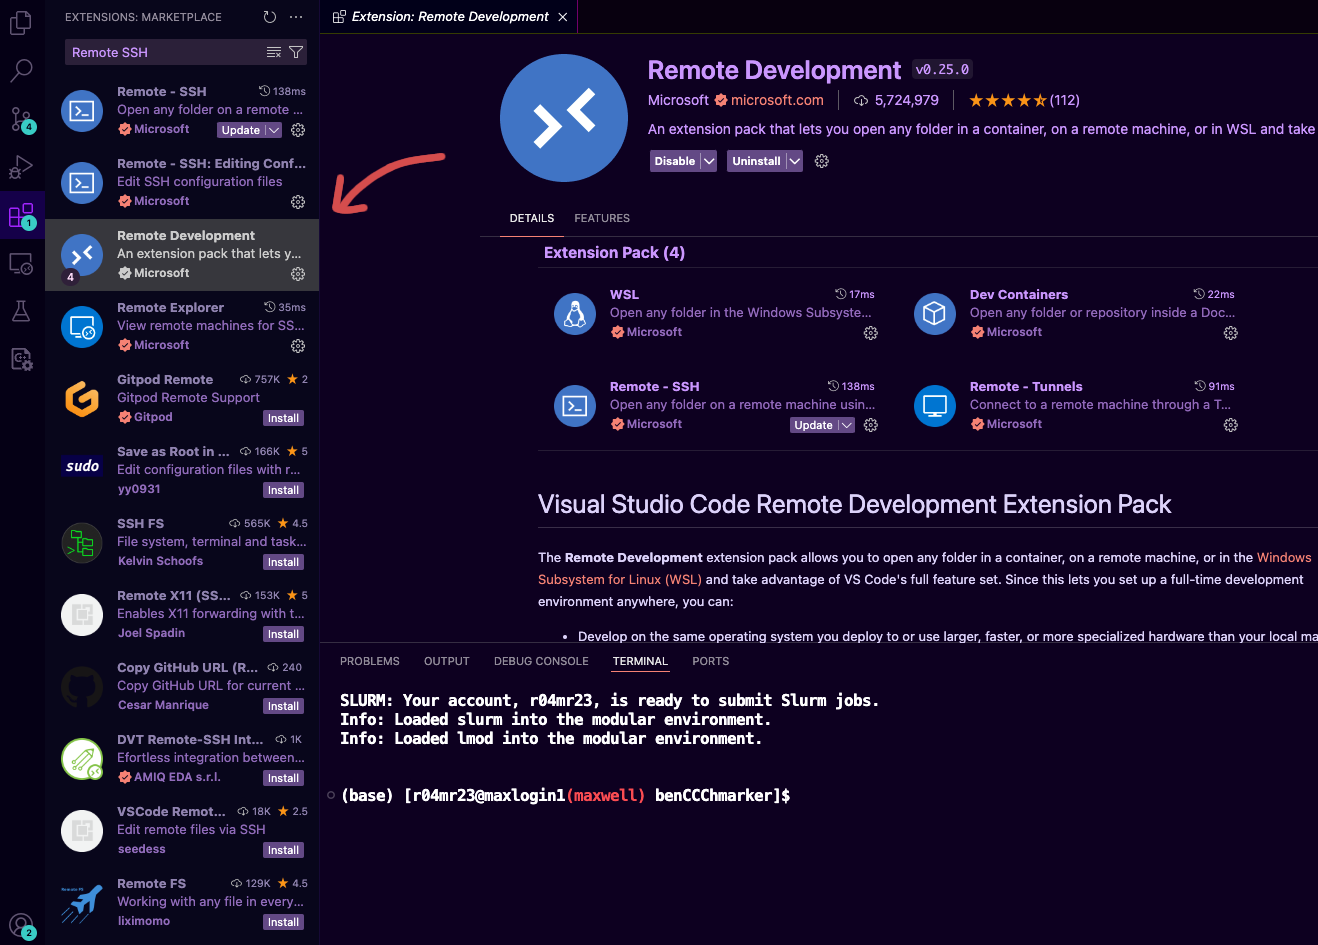 EXTENSIONS: MARKETPLACE
Remote SSH
Remote - SSH 138ms
Open any folder on a remote ...
Microsoft Update
Remote - SSH: Editing Conf...
Edit SSH configuration files
Microsoft
Remote Development
An extension pack that lets y...
Microsoft
4
Remote Explorer 35ms
View remote machines for SS...
Microsoft
Gitpod Remote 757K 2
Gitpod Remote Support
Gitpod Install
Save as Root in ... 166K 5
Edit configuration files with r...
yy0931 Install
sudo
SSH FS 565K 4.5
File system, terminal and task...
Kelvin Schoofs Install
Remote X11 (SS... 153K 5
Enables X11 forwarding with t...
Joel Spadin Install
Copy GitHub URL (R... 240
Copy GitHub URL for current ...
Cesar Manrique Install
DVT Remote-SSH Int... 1K
Effortless integration between...
AMIQ EDA s.r.l. Install
VSCode Remot... 18K 2.5
Edit remote files via SSH
seedess Install
Remote FS 129K 4.5
Working with any file in every...
liximomo Install
Remote FS
4
1
2
Extension: Remote Development
Remote Development v0.25.0
Microsoft microsoft.com 5,724,979 (112)
An extension pack that lets you open any folder in a container, on a remote machine, or in WSL and take
Disable Uninstall
DETAILS FEATURES
Extension Pack (4)
WSL 17ms
Open any folder in the Windows Subsyste...
Microsoft
Dev Containers 22ms
Open any folder or repository inside a Doc...
Microsoft
Remote - SSH 138ms
Open any folder on a remote machine usin...
Microsoft Update
Remote - Tunnels 91ms
Connect to a remote machine through a T...
Microsoft
Visual Studio Code Remote Development Extension Pack
The Remote Development extension pack allows you to open any folder in a container, on a remote machine, or in the Windows
Subsystem for Linux (WSL) and take advantage of VS Code's full feature set. Since this lets you set up a full-time development
environment anywhere, you can:
• Develop on the same operating system you deploy to or use larger, faster, or more specialized hardware than your local ma
PROBLEMS OUTPUT DEBUG CONSOLE TERMINAL PORTS
SLURM: Your account, r04mr23, is ready to submit Slurm jobs.
Info: Loaded slurm into the modular environment.
Info: Loaded lmod into the modular environment.
(base) [r04mr23@maxlogin1(maxwell) benCCChmarker]$